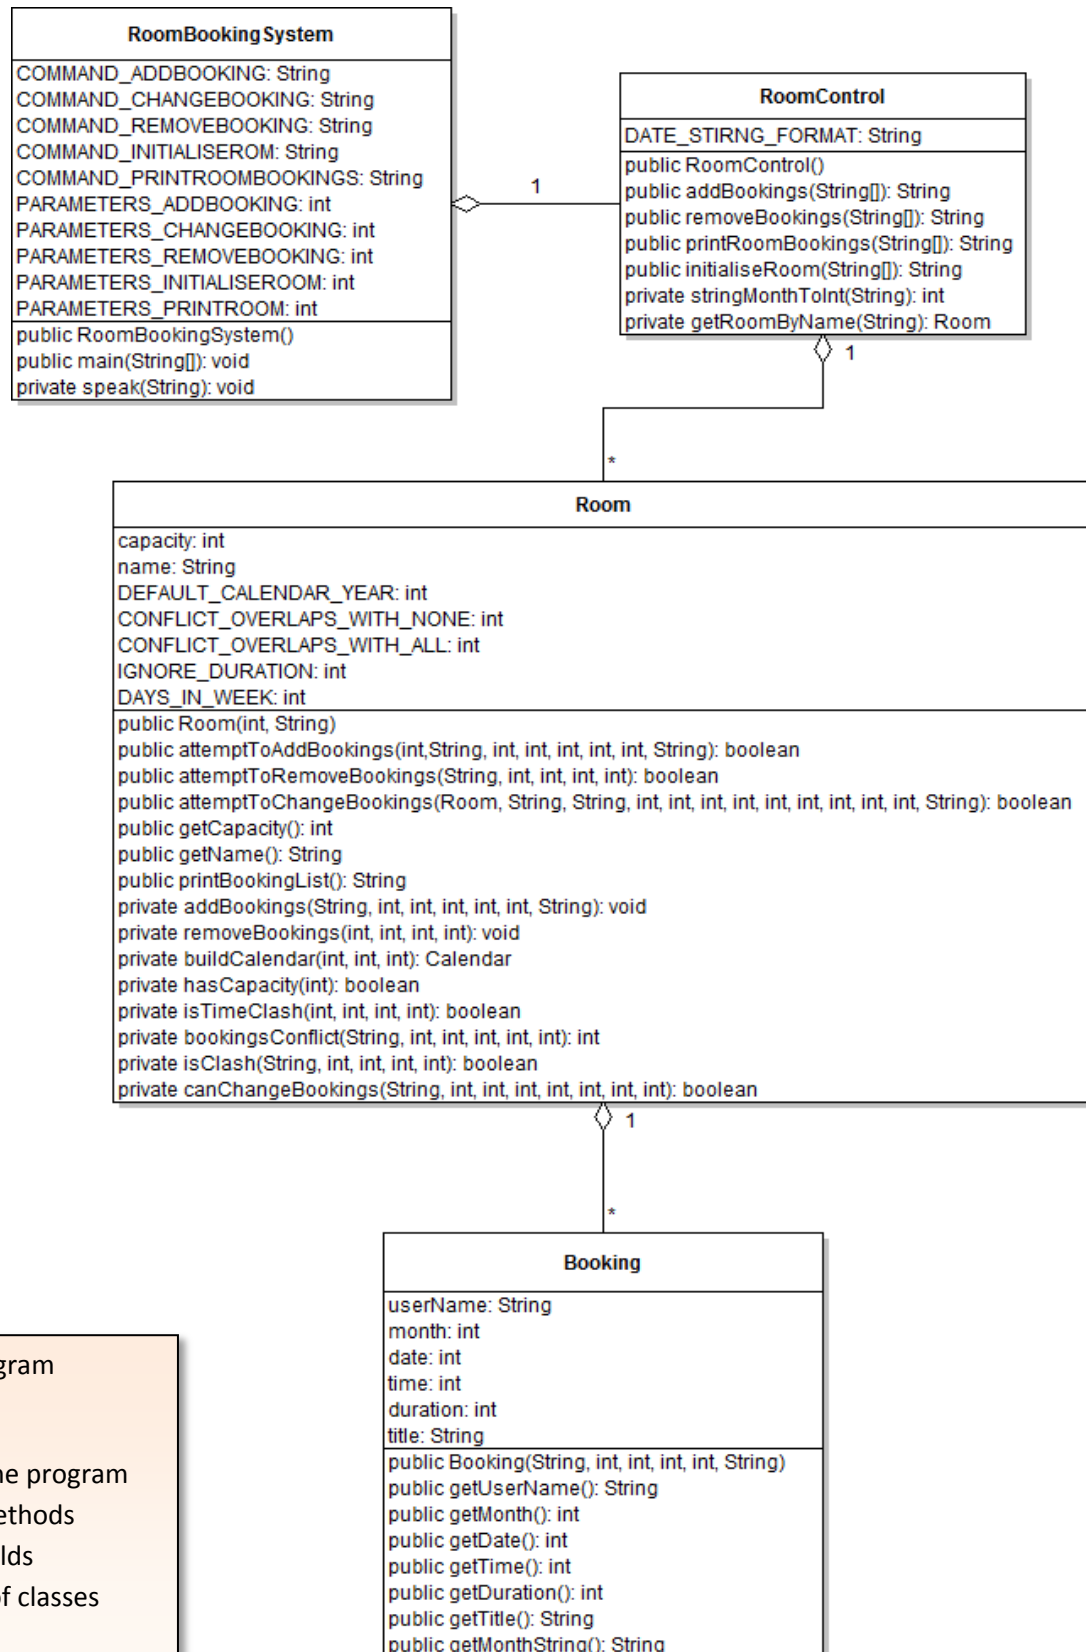 RoomBookingSystem
COMMAND_ADDBOOKING: String
COMMAND_CHANGEBOOKING: String
COMMAND_REMOVEBOOKING: String
COMMAND_INITIALISEROM: String
COMMAND_PRINTROOMBOOKINGS: String
PARAMETERS_ADDBOOKING: int
PARAMETERS_CHANGEBOOKING: int
PARAMETERS_REMOVEBOOKING: int
PARAMETERS_INITIALISEROOM: int
PARAMETERS_PRINTROOM: int
public RoomBookingSystem()
public main(String[]): void
private speak(String): void
1
RoomControl
DATE_STIRNG_FORMAT: String
public RoomControl()
public addBookings(String[]): String
public removeBookings(String[]): String
public printRoomBookings(String[]): String
public initialiseRoom(String[]): String
private stringMonthToInt(String): int
private getRoomByName(String): Room
1
*
Room
capacity: int
name: String
DEFAULT_CALENDAR_YEAR: int
CONFLICT_OVERLAPS_WITH_NONE: int
CONFLICT_OVERLAPS_WITH_ALL: int
IGNORE_DURATION: int
DAYS_IN_WEEK: int
public Room(int, String)
public attemptToAddBookings(int,String, int, int, int, int, int, String): boolean
public attemptToRemoveBookings(String, int, int, int, int): boolean
public attemptToChangeBookings(Room, String, String, int, int, int, int, int, int, int, int, int, String): boolean
public getCapacity(): int
public getName(): String
public printBookingList(): String
private addBookings(String, int, int, int, int, int, String): void
private removeBookings(int, int, int, int): void
private buildCalendar(int, int, int): Calendar
private hasCapacity(int): boolean
private isTimeClash(int, int, int, int): boolean
private bookingsConflict(String, int, int, int, int, int): int
private isClash(String, int, int, int, int): boolean
private canChangeBookings(String, int, int, int, int, int, int, int): boolean
1
*
Booking
userName: String
month: int
date: int
time: int
duration: int
title: String
public Booking(String, int, int, int, int, String)
public getUserName(): String
public getMonth(): int
public getDate(): int
public getTime(): int
public getDuration(): int
public getTitle(): String
public getMonthString(): String
gram
ne program
ethods
lds
of classes